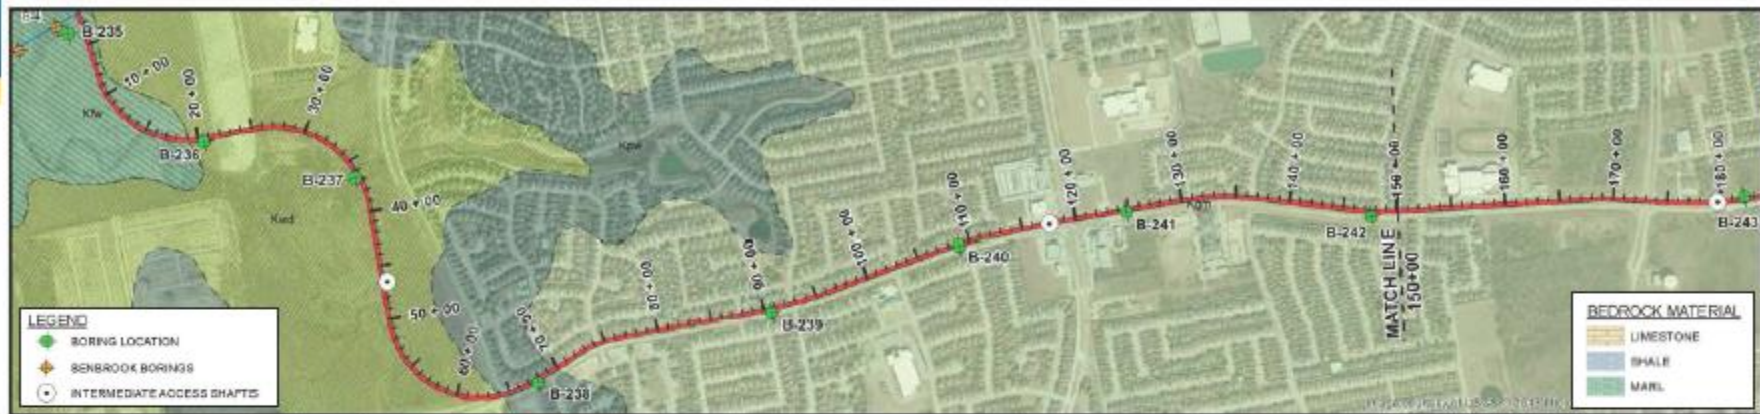 B-235
10+00
Kfw
20+00
B-236
30+00
B-237
Kwd
40+00
50+00
60+00
70+00
B-238
Kpw
80+00
90+00
B-239
100+00
110+00
B-240
120+00
B-241
130+00
140+00
B-242
150+00
MATCH LINE
150+00
160+00
170+00
180+00
B-243
LEGEND
BORING LOCATION
BENBROOK BORINGS
INTERMEDIATE ACCESS SHAFTS
BEDROCK MATERIAL
LIMESTONE
SHALE
MARL